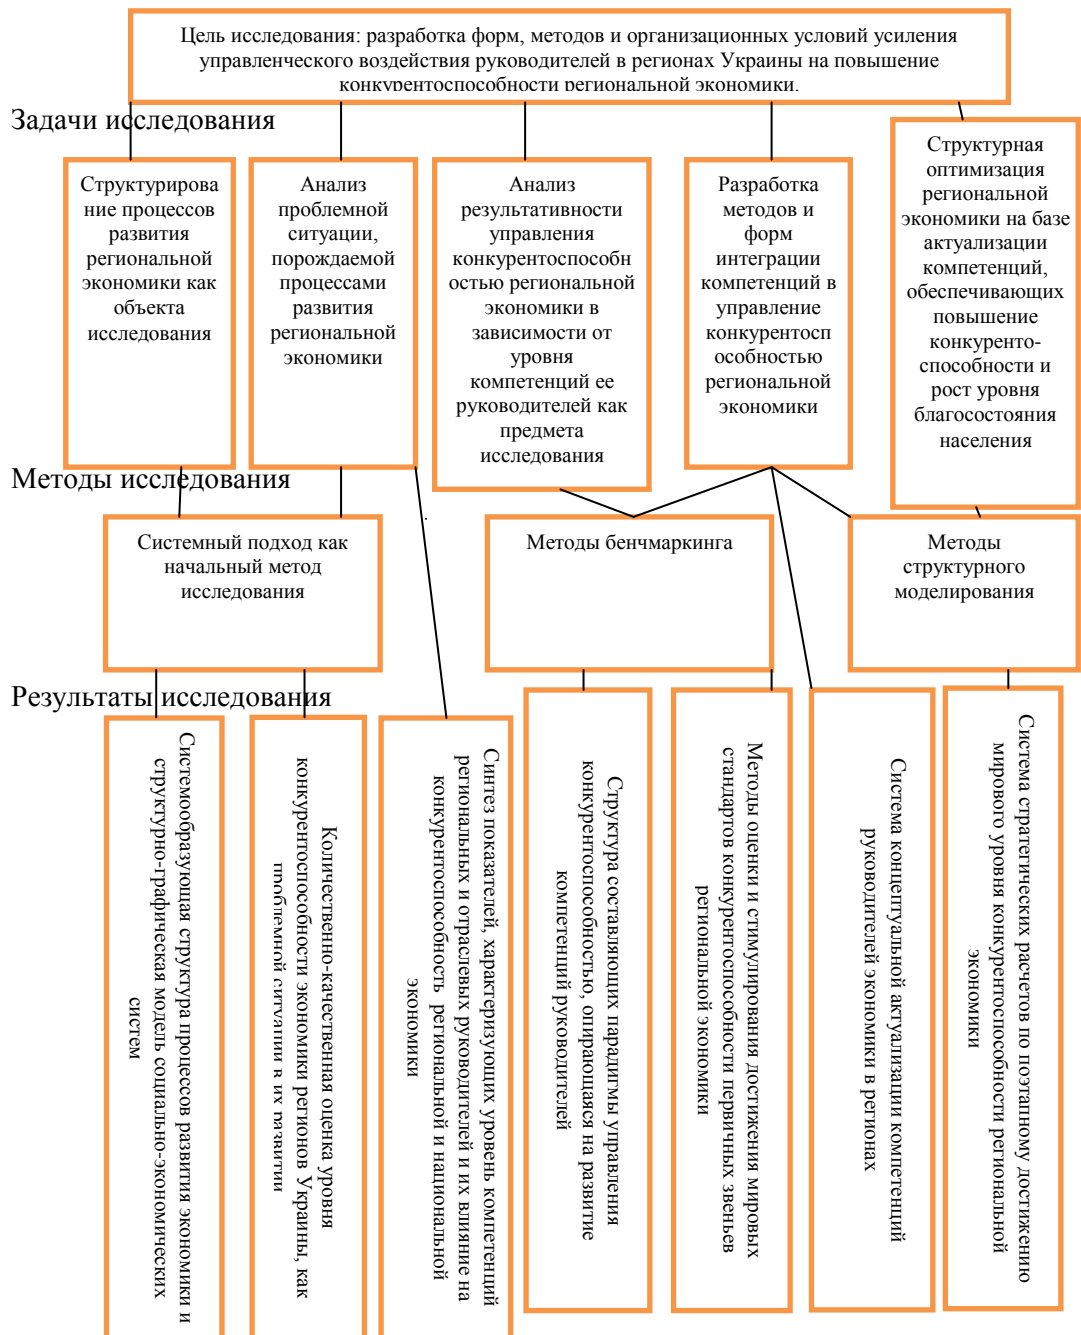 Цель исследования: разработка форм, методов и организационных условий усиления
управленческого воздействия руководителей в регионах Украины на повышение
конкурентоспособности региональной экономики.
Задачи исследования
Структурирова
ние процессов
развития
региональной
экономики как
объекта
исследования
Анализ
проблемной
ситуации,
порождаемой
процессами
развития
региональной
экономики
Анализ
результативности
управления
конкурентоспособн
остью региональной
экономики в
зависимости от
уровня
компетенций ее
руководителей как
предмета
исследования
Разработка
методов и
форм
интеграции
компетенций в
управление
конкурентосп
особностью
региональной
экономики
Структурная
оптимизация
региональной
экономики на базе
актуализации
компетенций,
обеспечивающих
повышение
конкуренто-
способности и
рост уровня
благосостояния
населения
Методы исследования
Системный подход как
начальный метод
исследования
.
Методы бенчмаркинга
Методы
структурного
моделирования
Результаты исследования
Системообразующая структура процессов развития экономики и
структурно-графическая модель социально-экономических
систем
Количественно-качественная оценка уровня
конкурентоспособности экономики регионов Украины, как
проблемной ситуации в их развитии
Синтез показателей, характеризующих уровень компетенций
региональных и отраслевых руководителей и их влияние на
конкурентоспособность региональной и национальной
экономики
Структура составляющих парадигмы управления
конкурентоспособностью, опирающаяся на развитие
компетенций руководителей
Методы оценки и стимулирования достижения мировых
стандартов конкурентоспособности первичных звеньев
региональной экономики
Система концептуальной актуализации компетенций
руководителей экономики в регионах
Система стратегических расчетов по поэтапному достижению
мирового уровня конкурентоспособности региональной
экономики